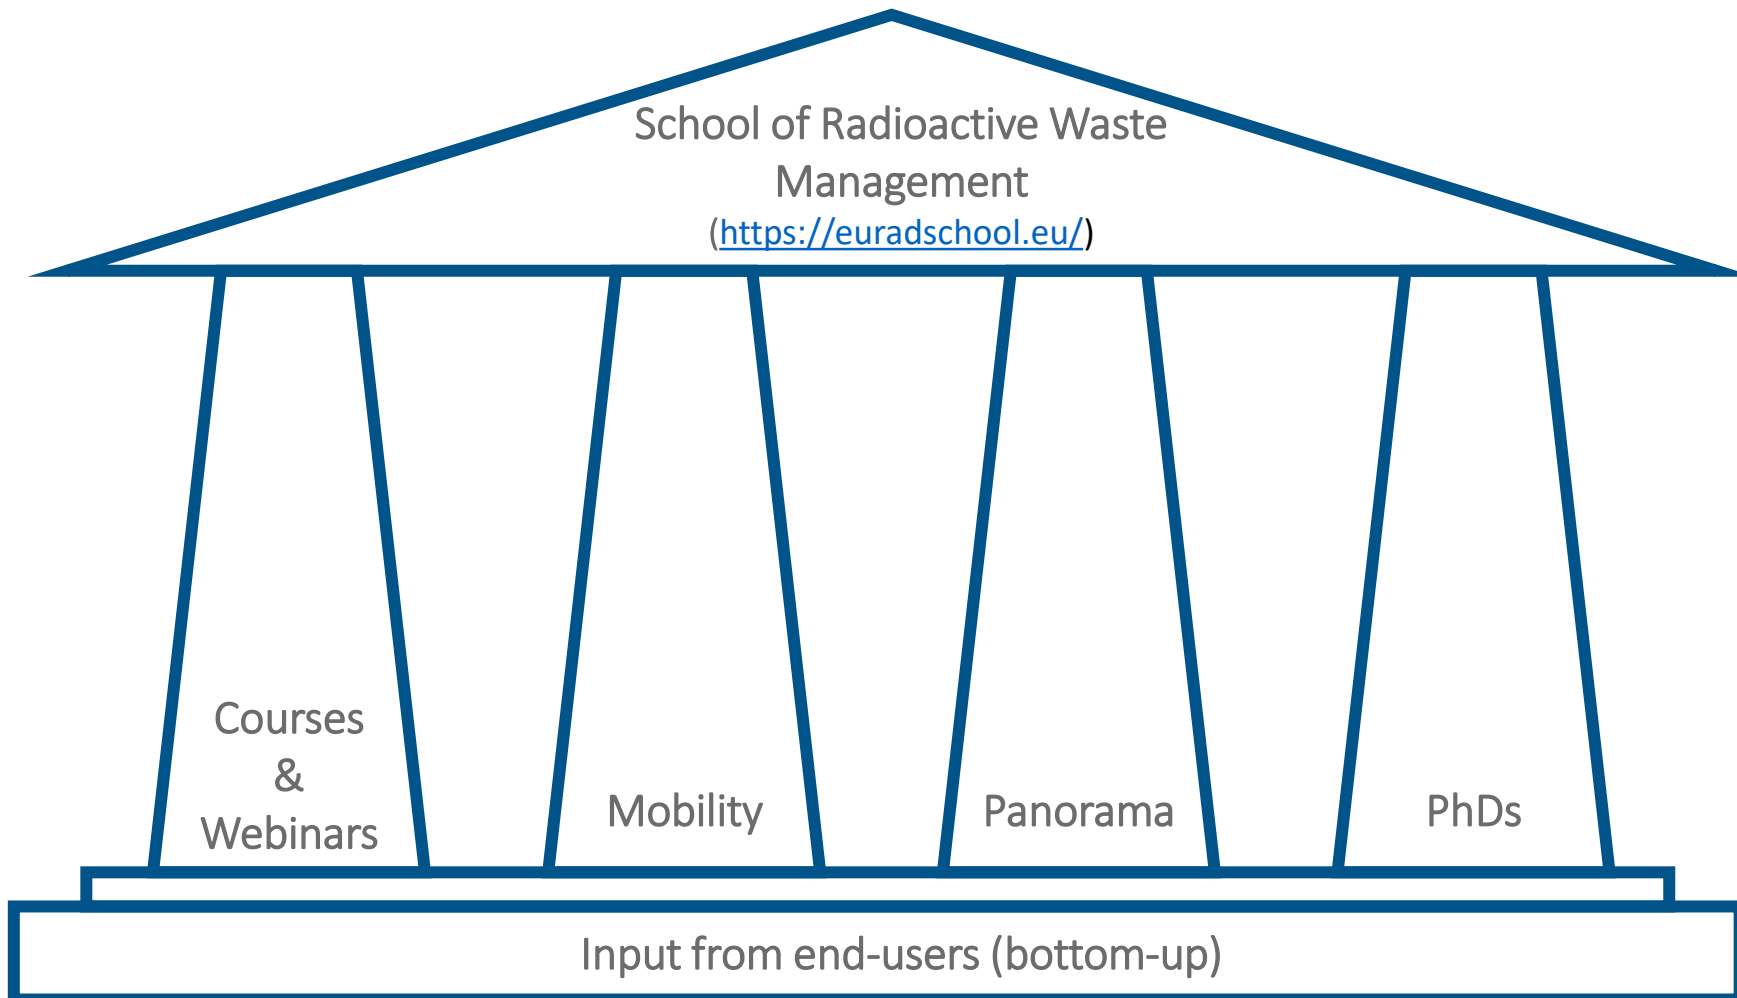 School of Radioactive Waste
Management
(https://euradschool.eu/)
Courses
&
Webinars
Mobility
Panorama
PhDs
Input from end-users (bottom-up)